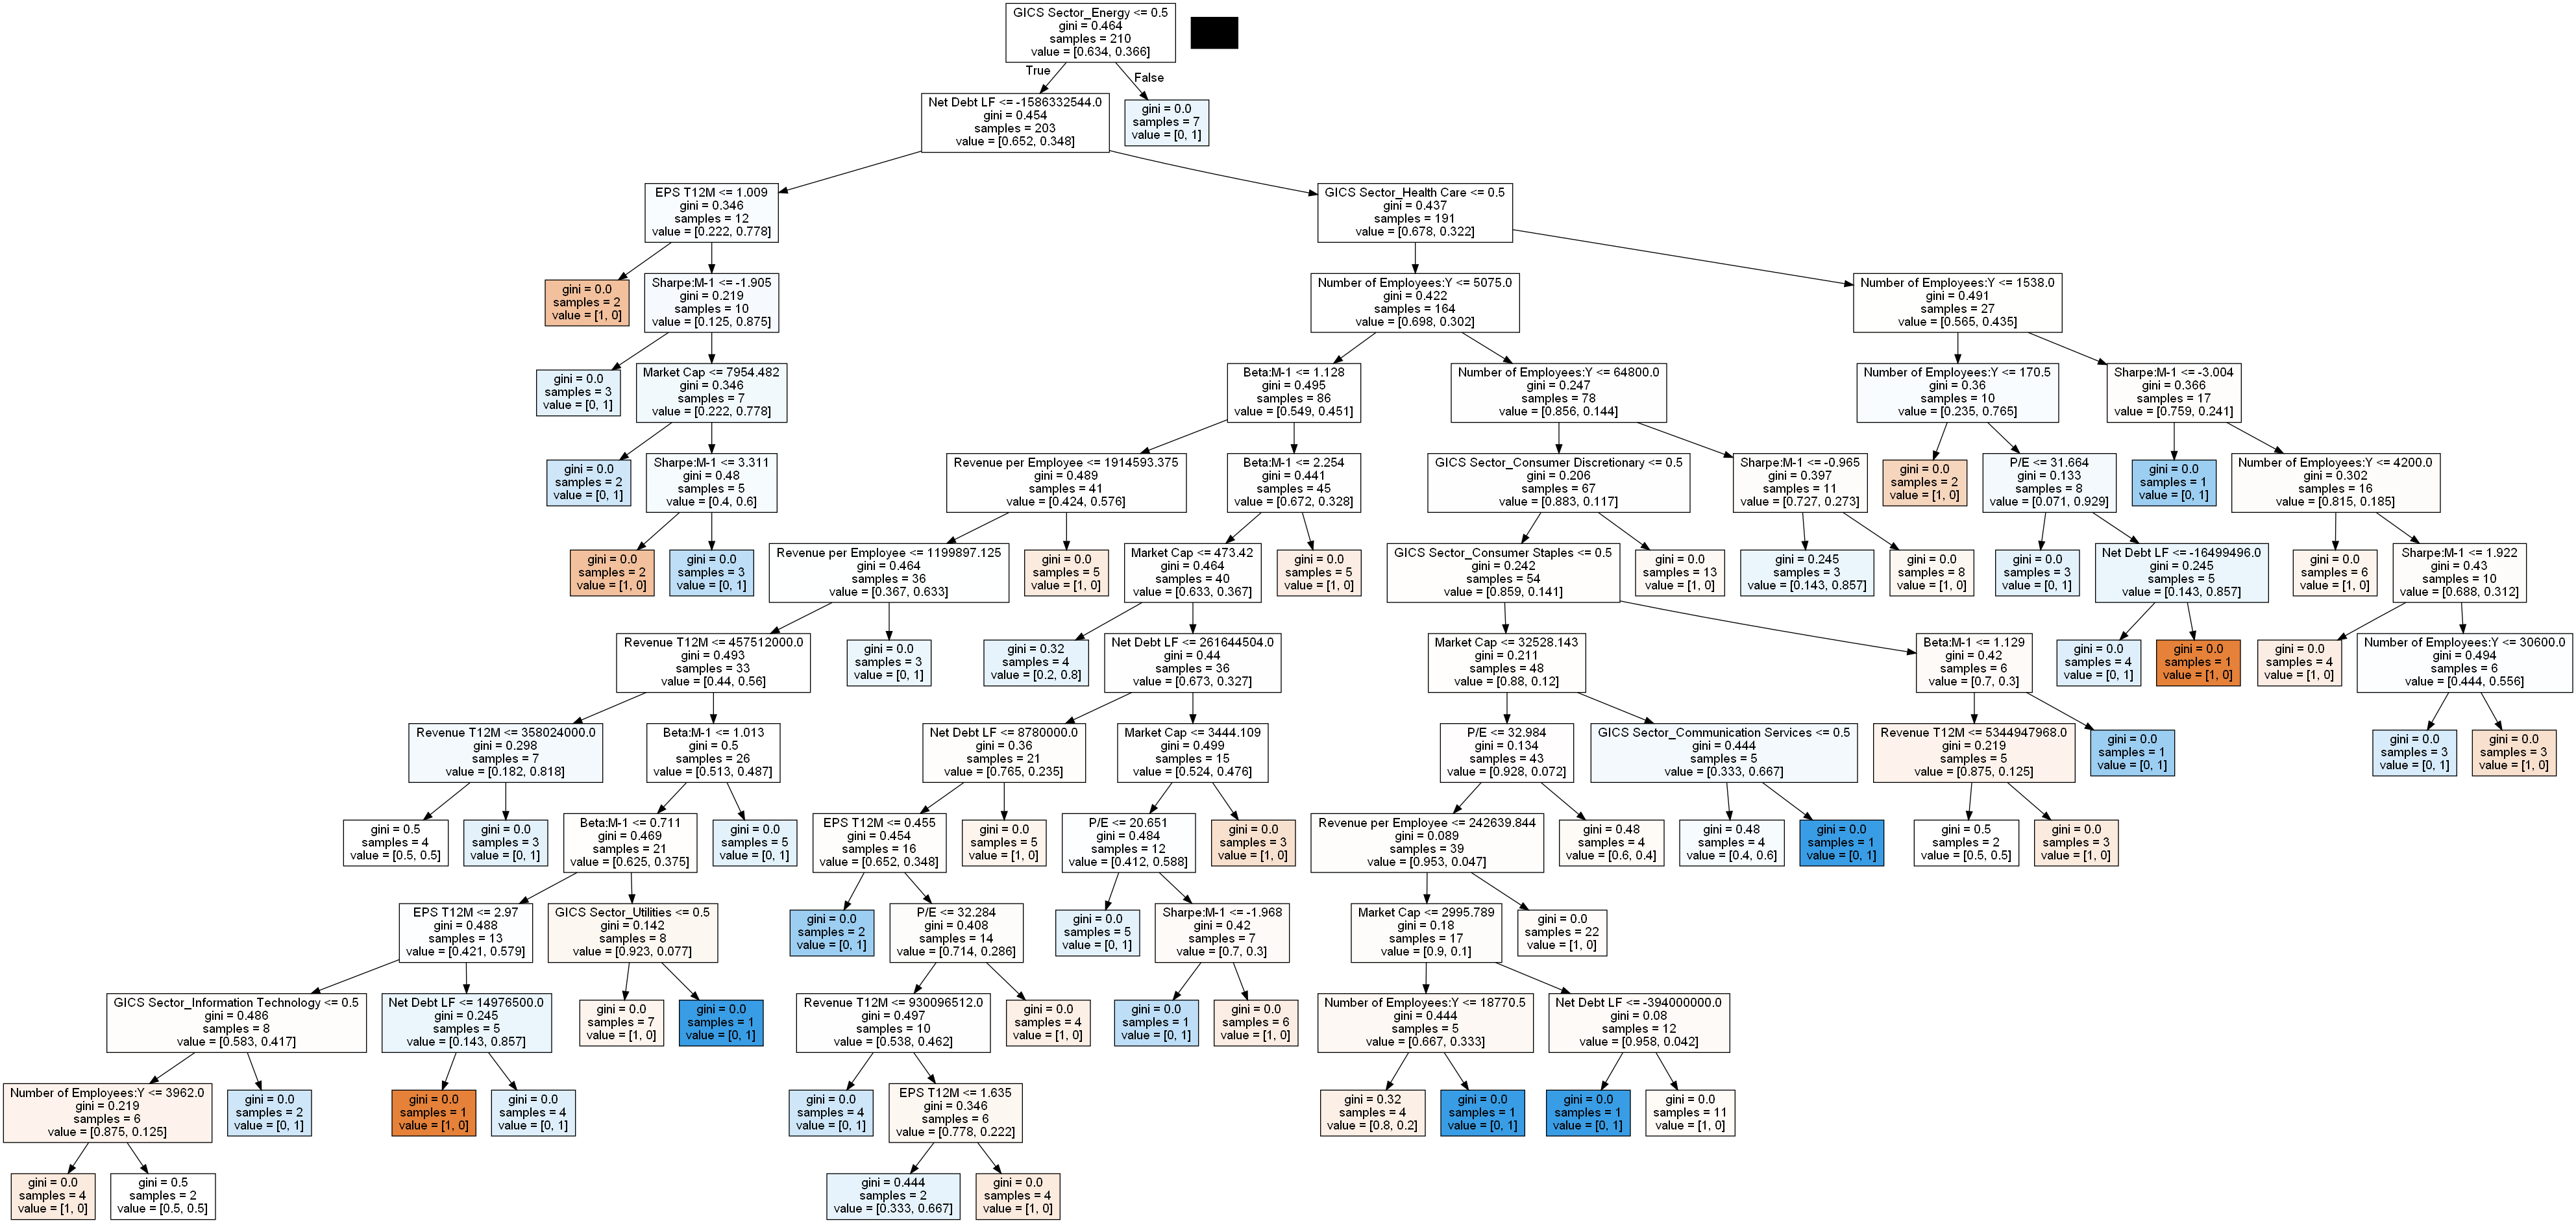 GICS Sector_Energy <= 0.5
gini = 0.464
samples = 210
value = [0.634, 0.366]
True
False
Net Debt LF <= -1586332544.0
gini = 0.454
samples = 203
value = [0.652, 0.348]
gini = 0.0
samples = 7
value = [0, 1]
EPS T12M <= 1.009
gini = 0.346
samples = 12
value = [0.222, 0.778]
GICS Sector_Health Care <= 0.5
gini = 0.437
samples = 191
value = [0.678, 0.322]
gini = 0.0
samples = 2
value = [1, 0]
Sharpe:M-1 <= -1.905
gini = 0.219
samples = 10
value = [0.125, 0.875]
Number of Employees:Y <= 5075.0
gini = 0.422
samples = 164
value = [0.698, 0.302]
Number of Employees:Y <= 1538.0
gini = 0.491
samples = 27
value = [0.565, 0.435]
gini = 0.0
samples = 3
value = [0, 1]
Market Cap <= 7954.482
gini = 0.346
samples = 7
value = [0.222, 0.778]
Beta:M-1 <= 1.128
gini = 0.495
samples = 86
value = [0.549, 0.451]
Number of Employees:Y <= 64800.0
gini = 0.247
samples = 78
value = [0.856, 0.144]
Number of Employees:Y <= 170.5
gini = 0.36
samples = 10
value = [0.235, 0.765]
Sharpe:M-1 <= -3.004
gini = 0.366
samples = 17
value = [0.759, 0.241]
gini = 0.0
samples = 2
value = [0, 1]
Sharpe:M-1 <= 3.311
gini = 0.48
samples = 5
value = [0.4, 0.6]
Revenue per Employee <= 1914593.375
gini = 0.489
samples = 41
value = [0.424, 0.576]
Beta:M-1 <= 2.254
gini = 0.441
samples = 45
value = [0.672, 0.328]
GICS Sector_Consumer Discretionary <= 0.5
gini = 0.206
samples = 67
value = [0.883, 0.117]
Sharpe:M-1 <= -0.965
gini = 0.397
samples = 11
value = [0.727, 0.273]
gini = 0.0
samples = 2
value = [1, 0]
P/E <= 31.664
gini = 0.133
samples = 8
value = [0.071, 0.929]
gini = 0.0
samples = 1
value = [0, 1]
Number of Employees:Y <= 4200.0
gini = 0.302
samples = 16
value = [0.815, 0.185]
gini = 0.0
samples = 2
value = [1, 0]
gini = 0.0
samples = 3
value = [0, 1]
Revenue per Employee <= 1199897.125
gini = 0.464
samples = 36
value = [0.367, 0.633]
gini = 0.0
samples = 5
value = [1, 0]
Market Cap <= 473.42
gini = 0.464
samples = 40
value = [0.633, 0.367]
gini = 0.0
samples = 5
value = [1, 0]
GICS Sector_Consumer Staples <= 0.5
gini = 0.242
samples = 54
value = [0.859, 0.141]
gini = 0.0
samples = 13
value = [1, 0]
gini = 0.245
samples = 3
value = [0.143, 0.857]
gini = 0.0
samples = 8
value = [1, 0]
gini = 0.0
samples = 3
value = [0, 1]
Net Debt LF <= -16499496.0
gini = 0.245
samples = 5
value = [0.143, 0.857]
gini = 0.0
samples = 6
value = [1, 0]
Sharpe:M-1 <= 1.922
gini = 0.43
samples = 10
value = [0.688, 0.312]
Revenue T12M <= 457512000.0
gini = 0.493
samples = 33
value = [0.44, 0.56]
gini = 0.0
samples = 3
value = [0, 1]
gini = 0.32
samples = 4
value = [0.2, 0.8]
Net Debt LF <= 261644504.0
gini = 0.44
samples = 36
value = [0.673, 0.327]
Market Cap <= 32528.143
gini = 0.211
samples = 48
value = [0.88, 0.12]
Beta:M-1 <= 1.129
gini = 0.42
samples = 6
value = [0.7, 0.3]
gini = 0.0
samples = 4
value = [0, 1]
gini = 0.0
samples = 1
value = [1, 0]
gini = 0.0
samples = 4
value = [1, 0]
Number of Employees:Y <= 30600.0
gini = 0.494
samples = 6
value = [0.444, 0.556]
Revenue T12M <= 358024000.0
gini = 0.298
samples = 7
value = [0.182, 0.818]
Beta:M-1 <= 1.013
gini = 0.5
samples = 26
value = [0.513, 0.487]
Net Debt LF <= 8780000.0
gini = 0.36
samples = 21
value = [0.765, 0.235]
Market Cap <= 3444.109
gini = 0.499
samples = 15
value = [0.524, 0.476]
P/E <= 32.984
gini = 0.134
samples = 43
value = [0.928, 0.072]
GICS Sector_Communication Services <= 0.5
gini = 0.444
samples = 5
value = [0.333, 0.667]
Revenue T12M <= 5344947968.0
gini = 0.219
samples = 5
value = [0.875, 0.125]
gini = 0.0
samples = 1
value = [0, 1]
gini = 0.0
samples = 3
value = [0, 1]
gini = 0.0
samples = 3
value = [1, 0]
gini = 0.5
samples = 4
value = [0.5, 0.5]
gini = 0.0
samples = 3
value = [0, 1]
Beta:M-1 <= 0.711
gini = 0.469
samples = 21
value = [0.625, 0.375]
gini = 0.0
samples = 5
value = [0, 1]
EPS T12M <= 0.455
gini = 0.454
samples = 16
value = [0.652, 0.348]
gini = 0.0
samples = 5
value = [1, 0]
P/E <= 20.651
gini = 0.484
samples = 12
value = [0.412, 0.588]
gini = 0.0
samples = 3
value = [1, 0]
Revenue per Employee <= 242639.844
gini = 0.089
samples = 39
value = [0.953, 0.047]
gini = 0.48
samples = 4
value = [0.6, 0.4]
gini = 0.48
samples = 4
value = [0.4, 0.6]
gini = 0.0
samples = 1
value = [0, 1]
gini = 0.5
samples = 2
value = [0.5, 0.5]
gini = 0.0
samples = 3
value = [1, 0]
EPS T12M <= 2.97
gini = 0.488
samples = 13
value = [0.421, 0.579]
GICS Sector_Utilities <= 0.5
gini = 0.142
samples = 8
value = [0.923, 0.077]
gini = 0.0
samples = 2
value = [0, 1]
P/E <= 32.284
gini = 0.408
samples = 14
value = [0.714, 0.286]
gini = 0.0
samples = 5
value = [0, 1]
Sharpe:M-1 <= -1.968
gini = 0.42
samples = 7
value = [0.7, 0.3]
Market Cap <= 2995.789
gini = 0.18
samples = 17
value = [0.9, 0.1]
gini = 0.0
samples = 22
value = [1, 0]
GICS Sector_Information Technology <= 0.5
gini = 0.486
samples = 8
value = [0.583, 0.417]
Net Debt LF <= 14976500.0
gini = 0.245
samples = 5
value = [0.143, 0.857]
gini = 0.0
samples = 7
value = [1, 0]
gini = 0.0
samples = 1
value = [0, 1]
Revenue T12M <= 930096512.0
gini = 0.497
samples = 10
value = [0.538, 0.462]
gini = 0.0
samples = 4
value = [1, 0]
gini = 0.0
samples = 1
value = [0, 1]
gini = 0.0
samples = 6
value = [1, 0]
Number of Employees:Y <= 18770.5
gini = 0.444
samples = 5
value = [0.667, 0.333]
Net Debt LF <= -394000000.0
gini = 0.08
samples = 12
value = [0.958, 0.042]
Number of Employees:Y <= 3962.0
gini = 0.219
samples = 6
value = [0.875, 0.125]
gini = 0.0
samples = 2
value = [0, 1]
gini = 0.0
samples = 1
value = [1, 0]
gini = 0.0
samples = 4
value = [0, 1]
gini = 0.0
samples = 4
value = [0, 1]
EPS T12M <= 1.635
gini = 0.346
samples = 6
value = [0.778, 0.222]
gini = 0.32
samples = 4
value = [0.8, 0.2]
gini = 0.0
samples = 1
value = [0, 1]
gini = 0.0
samples = 1
value = [0, 1]
gini = 0.0
samples = 11
value = [1, 0]
gini = 0.0
samples = 4
value = [1, 0]
gini = 0.5
samples = 2
value = [0.5, 0.5]
gini = 0.444
samples = 2
value = [0.333, 0.667]
gini = 0.0
samples = 4
value = [1, 0]